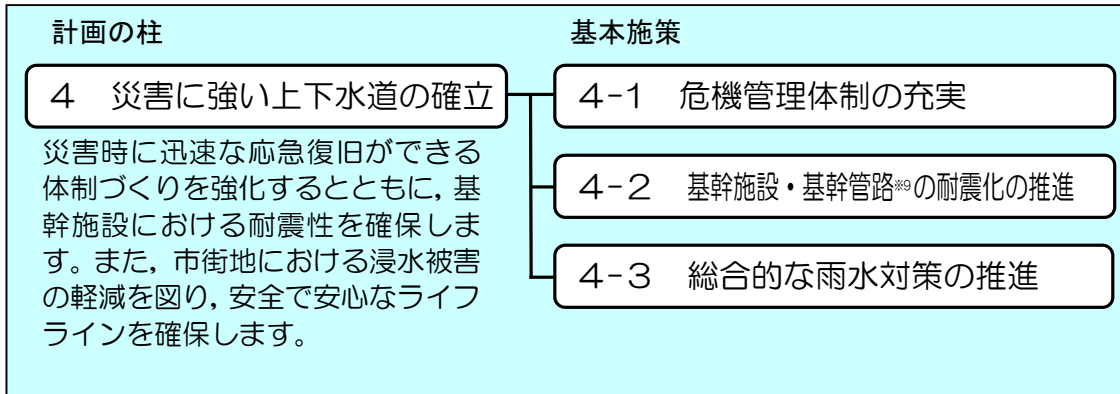 計画の柱
基本施策
4 災害に強い上下水道の確立
災害時に迅速な応急復旧ができる
体制づくりを強化するとともに，基
幹施設における耐震性を確保しま
す。また，市街地における浸水被害
の軽減を図り，安全で安心なライフ
ラインを確保します。
4-1 危機管理体制の充実
4-2 基幹施設・基幹管路※9の耐震化の推進
4-3 総合的な雨水対策の推進